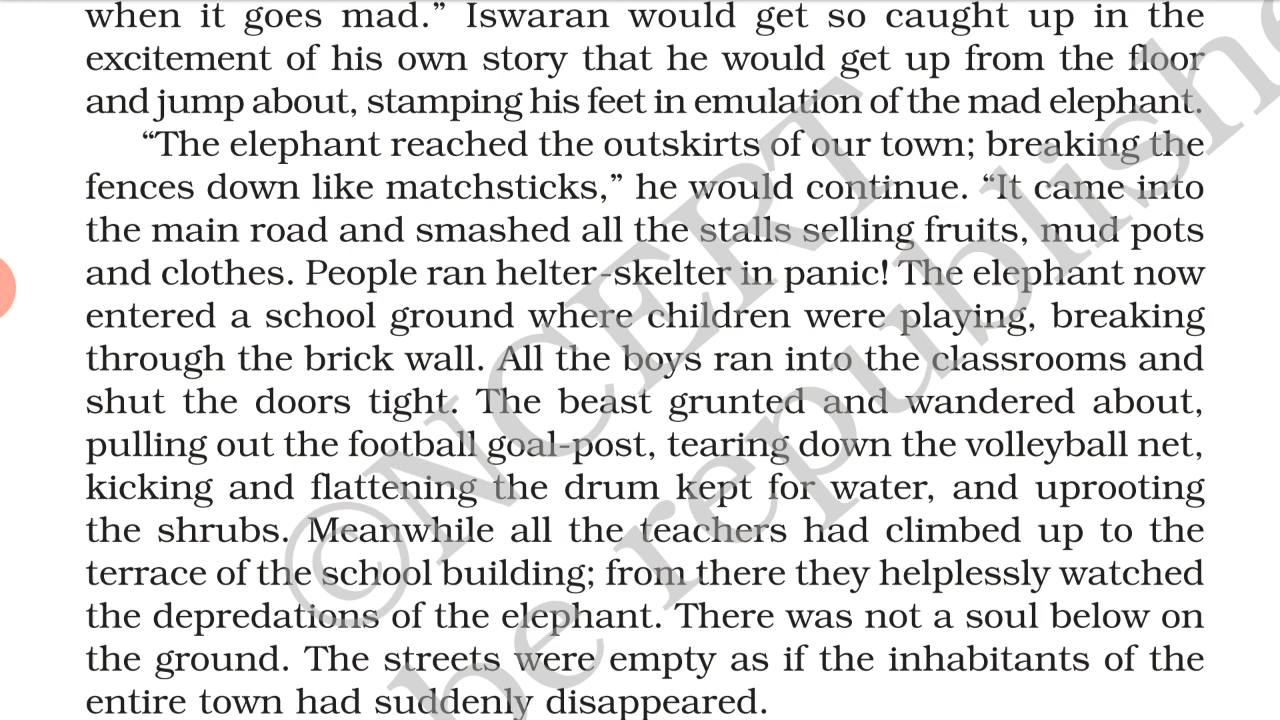 when it goes mad.” Iswaran would get so caught up in the
excitement of his own story that he would get up from the floor
and jump about, stamping his feet in emulation of the mad elephant.
“The elephant reached the outskirts of our town; breaking the
fences down like matchsticks,” he would continue. “It came into
the main road and smashed all the stalls selling fruits, mud pots
and clothes. People ran helter-skelter in panic! The elephant now
entered a school ground where children were playing, breaking
through the brick wall. All the boys ran into the classrooms and
shut the doors tight. The beast grunted and wandered about,
pulling out the football goal-post, tearing down the volleyball net,
kicking and flattening the drum kept for water, and uprooting
the shrubs. Meanwhile all the teachers had climbed up to the
terrace of the school building; from there they helplessly watched
the depredations of the elephant. There was not a soul below on
the ground. The streets were empty as if the inhabitants of the
entire town had suddenly disappeared.
©NCERT
be republishe